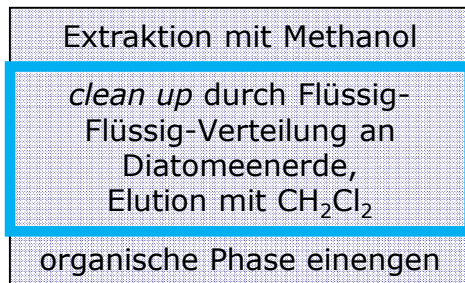 Extraktion mit Methanol
clean up durch Flüssig-
Flüssig-Verteilung an
Diatomeenerde,
Elution mit CH₂Cl₂
organische Phase einengen